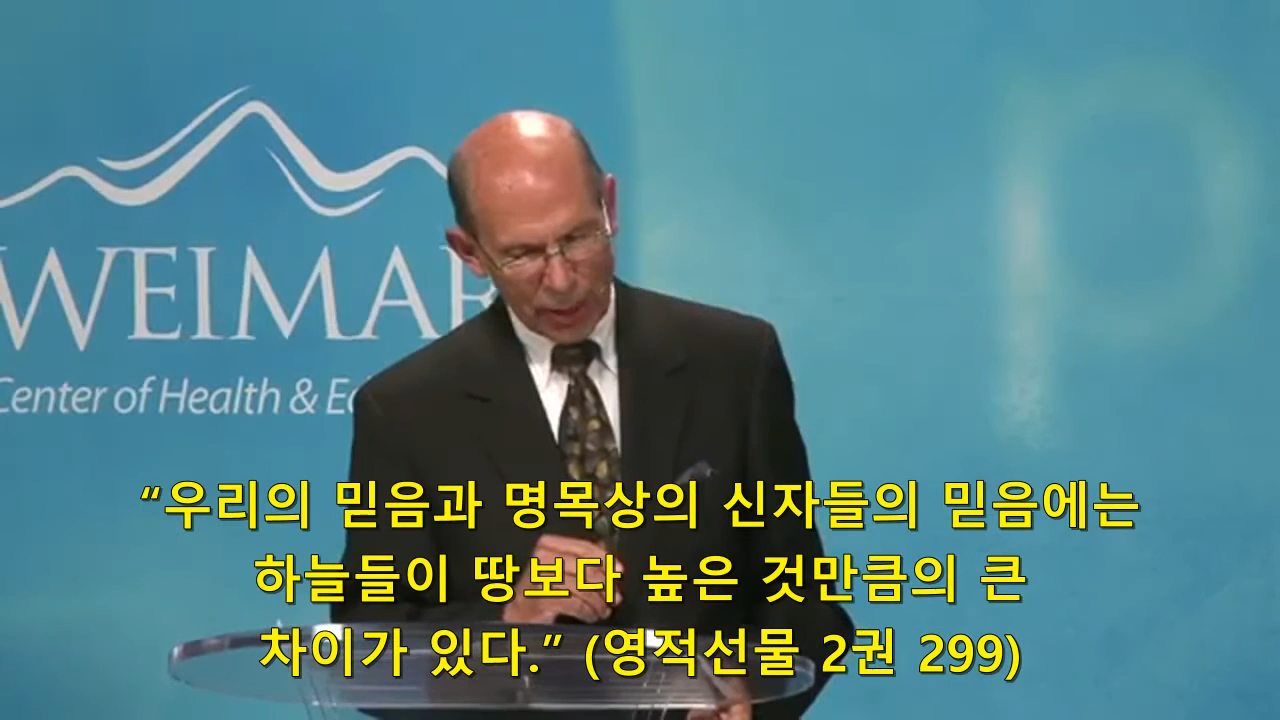 WEIMAR
Center of Health & E
“우리의 믿음과 명목상의 신자들의 믿음에는
하늘들이 땅보다 높은 것만큼의 큰
차이가 있다.” (영적선물 2권 299)